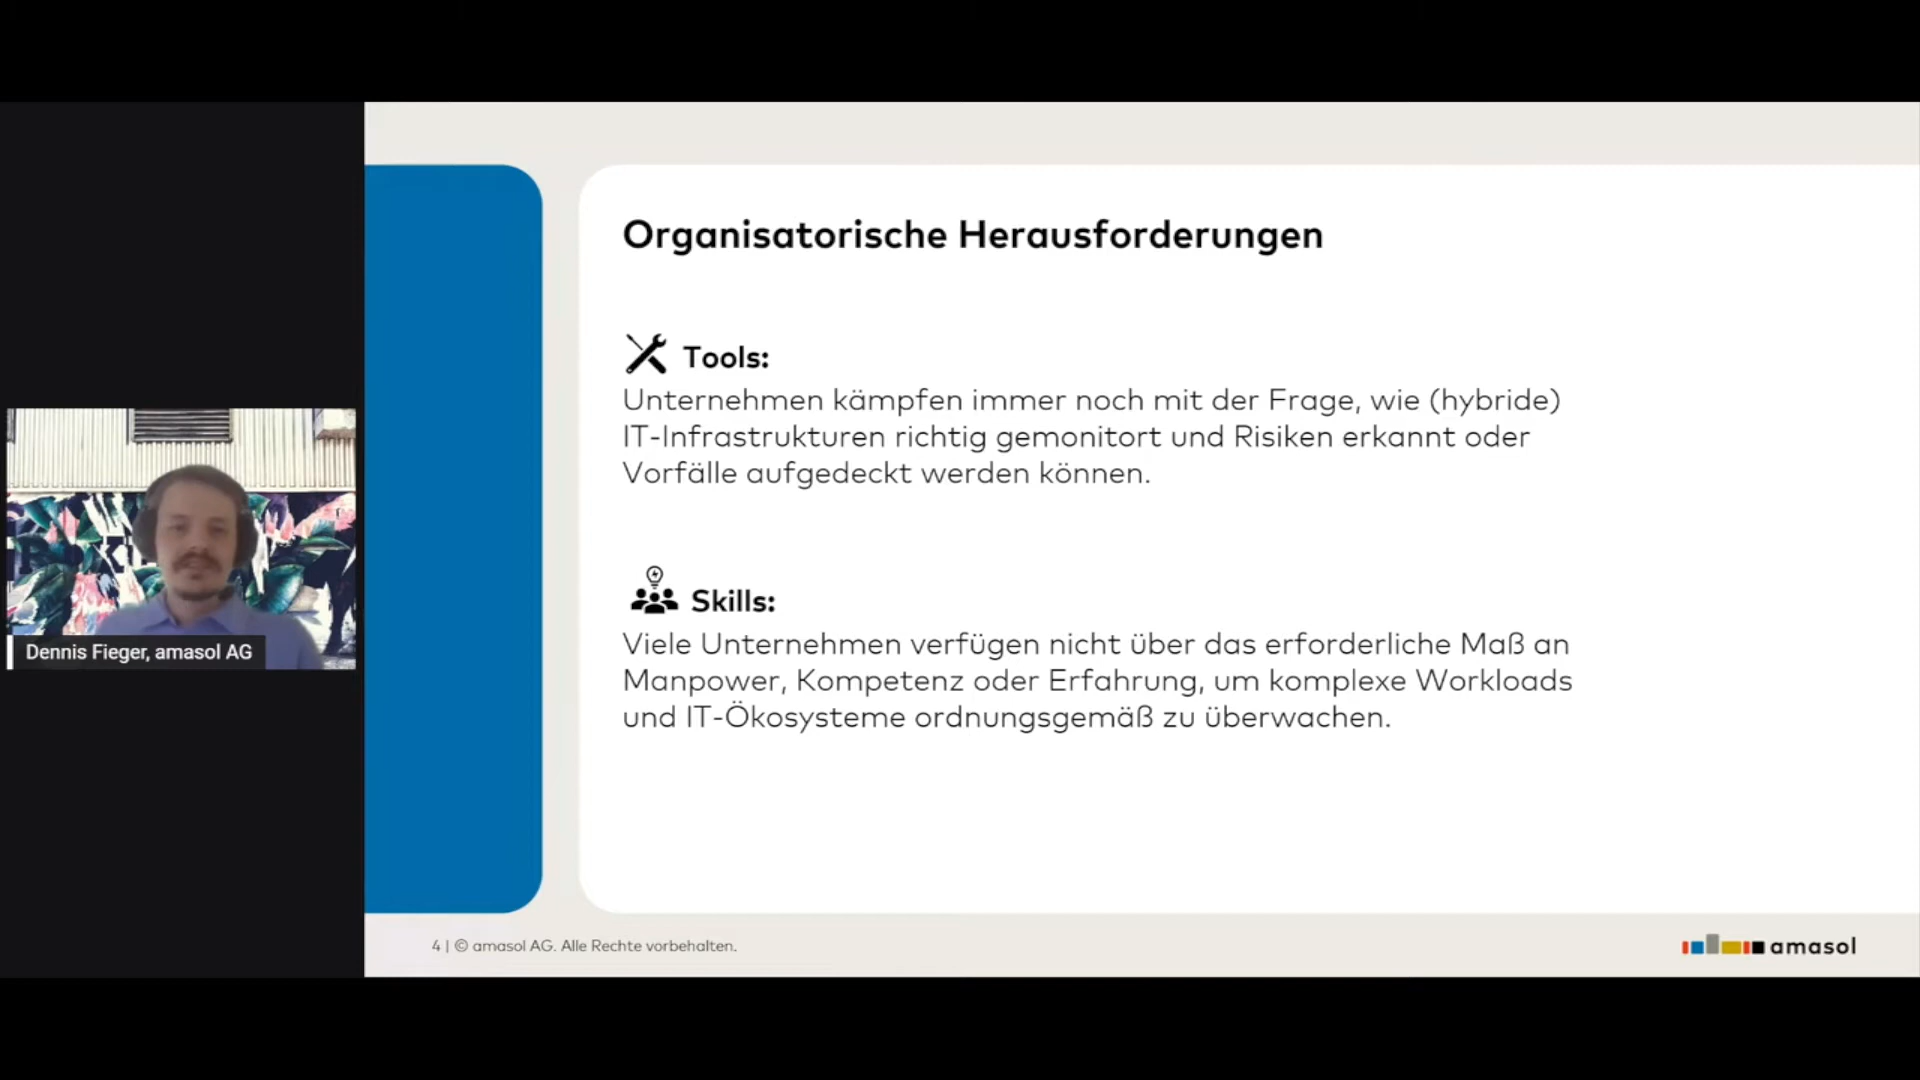 Organisatorische Herausforderungen
Tools:
Unternehmen kämpfen immer noch mit der Frage, wie (hybride)
IT-Infrastrukturen richtig gemonitort und Risiken erkannt oder
Vorfälle aufgedeckt werden können.
Skills:
Viele Unternehmen verfügen nicht über das erforderliche Maß an
Manpower, Kompetenz oder Erfahrung, um komplexe Workloads
und IT-Ökosysteme ordnungsgemäß zu überwachen.
Dennis Fieger, amasol AG
4 | © amasol AG. Alle Rechte vorbehalten.
amasol